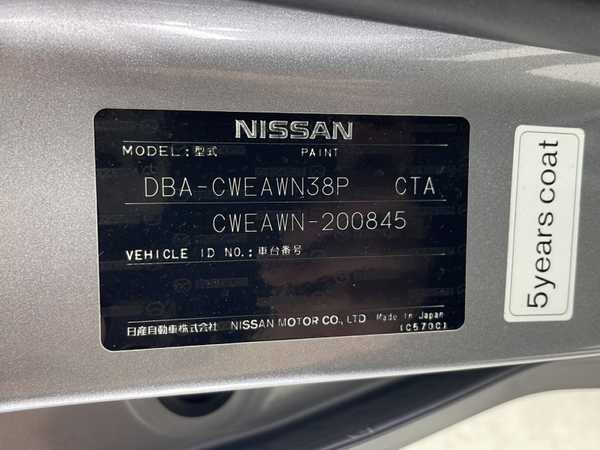 NISSAN
MODEL:型式 PAINT
DBA-CWEAWN38P CTA
CWEAWN-200845
VEHICLE ID NO.:車台番号
日産自動車株式会社 NISSAN MOTOR CO., LTD Made in Japan
(C570C)
5years coat